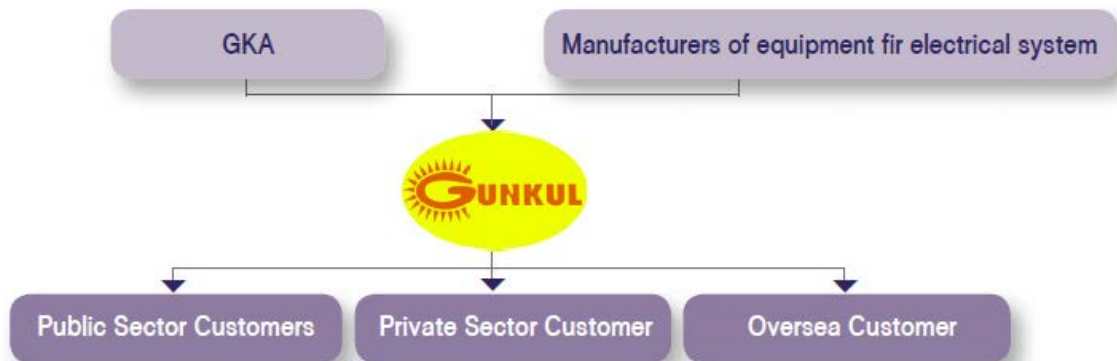 GKA
Manufacturers of equipment fir electrical system
GUNKUL
Public Sector Customers
Private Sector Customer
Oversea Customer